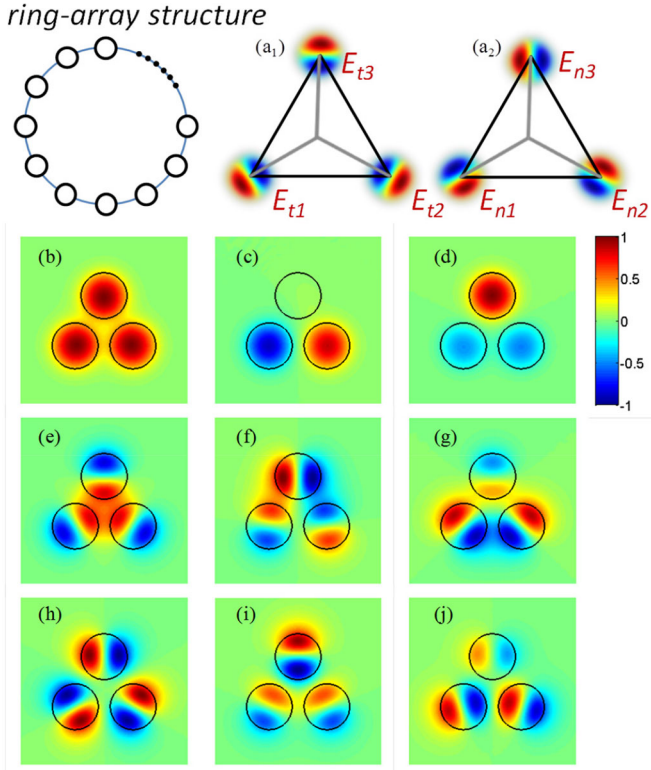 ring-array structure
(a1) (a2)
Et3 En3
Et1 Et2 En1 En2
(b) (c) (d)
1
0.5
0
-0.5
-1
(e) (f) (g)
(h) (i) (j)